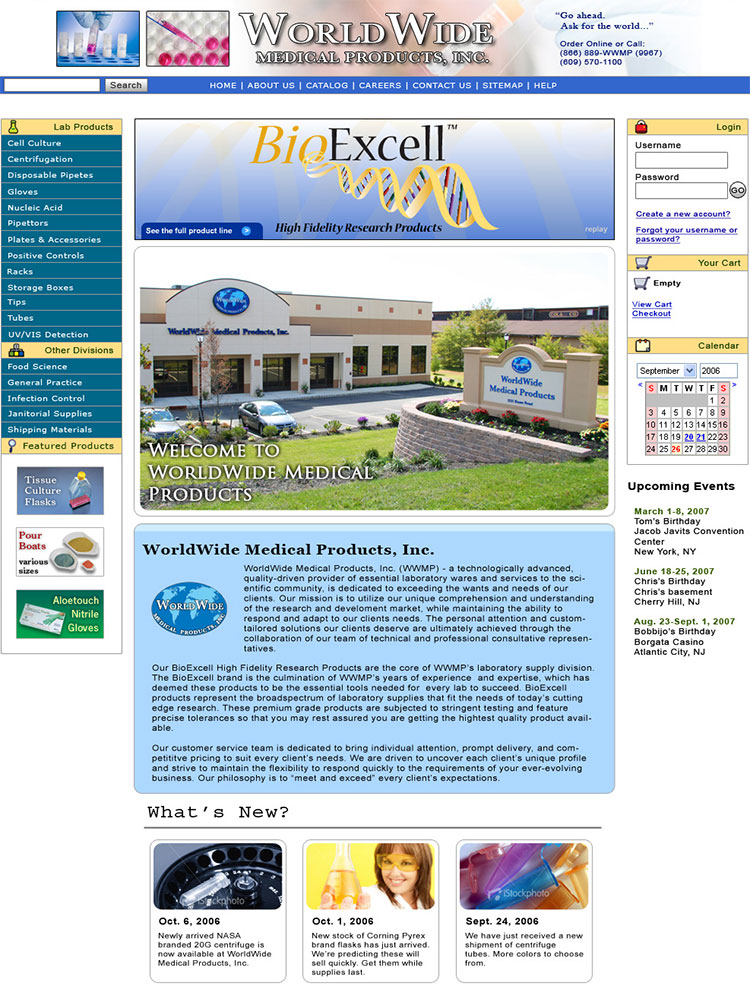 WORLDWIDE
MEDICAL PRODUCTS, INC.
“Go ahead.
Ask for the world...”
Order Online or Call:
(866) 889-WWMP (9967)
(609) 570-1100
Search
HOME | ABOUT US | CATALOG | CAREERS | CONTACT US | SITEMAP | HELP
Lab Products
Cell Culture
Centrifugation
Disposable Pipetes
Gloves
Nucleic Acid
Pipettors
Plates & Accessories
Positive Controls
Racks
Storage Boxes
Tips
Tubes
UV/VIS Detection
Other Divisions
Food Science
General Practice
Infection Control
Janitorial Supplies
Shipping Materials
Featured Products
Tissue
Culture
Flasks
Pour
Boats
various
sizes
Aloetouch
Nitrile
Gloves
BioExcell™
See the full product line
High Fidelity Research Products
replay
WORLDWIDE
WorldWide Medical Products, Inc.
WorldWide
Medical Products
WELCOME TO
WORLDWIDE MEDICAL
PRODUCTS
WorldWide Medical Products, Inc.
WORLDWIDE
MEDICAL PRODUCTS, INC.
WorldWide Medical Products, Inc. (WWMP) - a technologically advanced,
quality-driven provider of essential laboratory wares and services to the sci-
entific community, is dedicated to exceeding the wants and needs of our
clients. Our mission is to utilize our unique comprehension and understanding
of the research and develoment market, while maintaining the ability to
respond and adapt to our clients needs. The personal attention and custom-
tailored solutions our clients deserve are ultimately achieved through the
collaboration of our team of technical and professional consultative represen-
tatives.
Our BioExcell High Fidelity Research Products are the core of WWMP’s laboratory supply division.
The BioExcell brand is the culmination of WWMP’s years of experience and expertise, which has
deemed these products to be the essential tools needed for every lab to succeed. BioExcell
products represent the broadspectrum of laboratory supplies that fit the needs of today’s cutting
edge research. These premium grade products are subjected to stringent testing and feature
precise tolerances so that you may rest assured you are getting the hightest quality product avail-
able.
Our customer service team is dedicated to bring individual attention, prompt delivery, and com-
petititve pricing to suit every client’s needs. We are driven to uncover each client’s unique profile
and strive to maintain the flexibility to respond quickly to the requirements of your ever-evolving
business. Our philosophy is to “meet and exceed” every client’s expectations.
What’s New?
iStockphoto
Oct. 6, 2006
Newly arrived NASA
branded 20G centrifuge is
now available at WorldWide
Medical Products, Inc.
Oct. 1, 2006
New stock of Corning Pyrex
brand flasks has just arrived.
We’re predicting these will
sell quickly. Get them while
supplies last.
iStockphoto
Sept. 24, 2006
We have just received a new
shipment of centrifuge
tubes. More colors to choose
from.
Login
Username
Password
GO
Create a new account?
Forgot your username or
password?
Your Cart
Empty
View Cart
Checkout
Calendar
September 2006
« S M T W T F S »
1 2
3 4 5 6 7 8 9
10 11 12 13 14 15 16
17 18 19 20 21 22 23
24 25 26 27 28 29 30
Upcoming Events
March 1-8, 2007
Tom’s Birthday
Jacob Javits Convention
Center
New York, NY
June 18-25, 2007
Chris’s Birthday
Chris’s basement
Cherry Hill, NJ
Aug. 23-Sept. 1, 2007
Bobbijo’s Birthday
Borgata Casino
Atlantic City, NJ